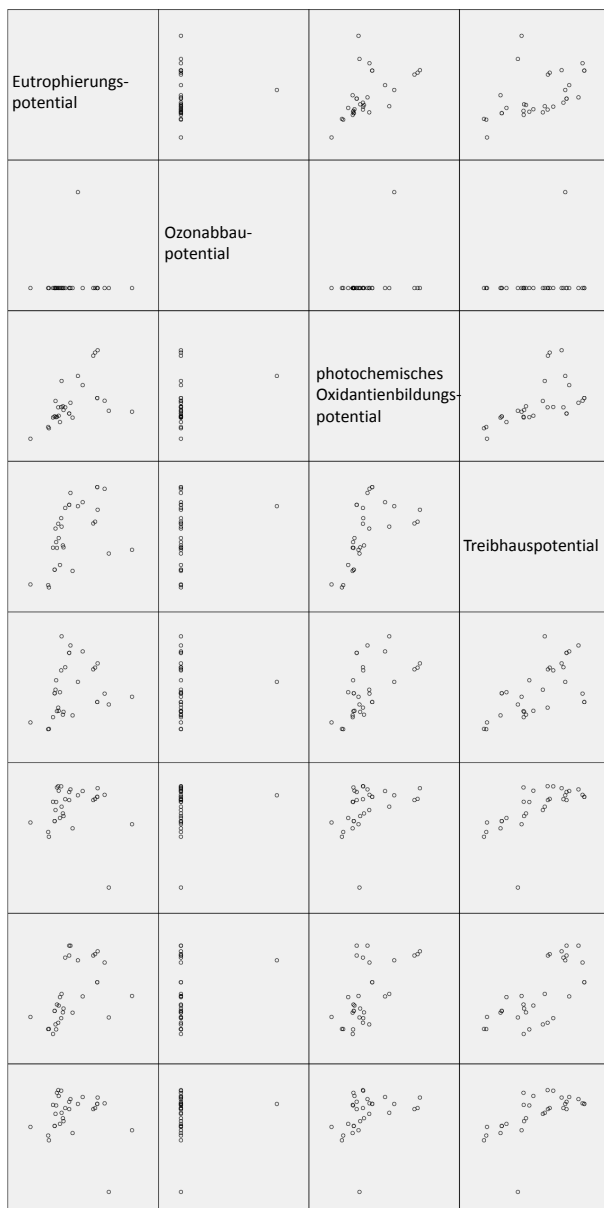 Eutrophierungs-
potential
Ozonabbau-
potential
photochemisches
Oxidantienbildungs-
potential
Treibhauspotential